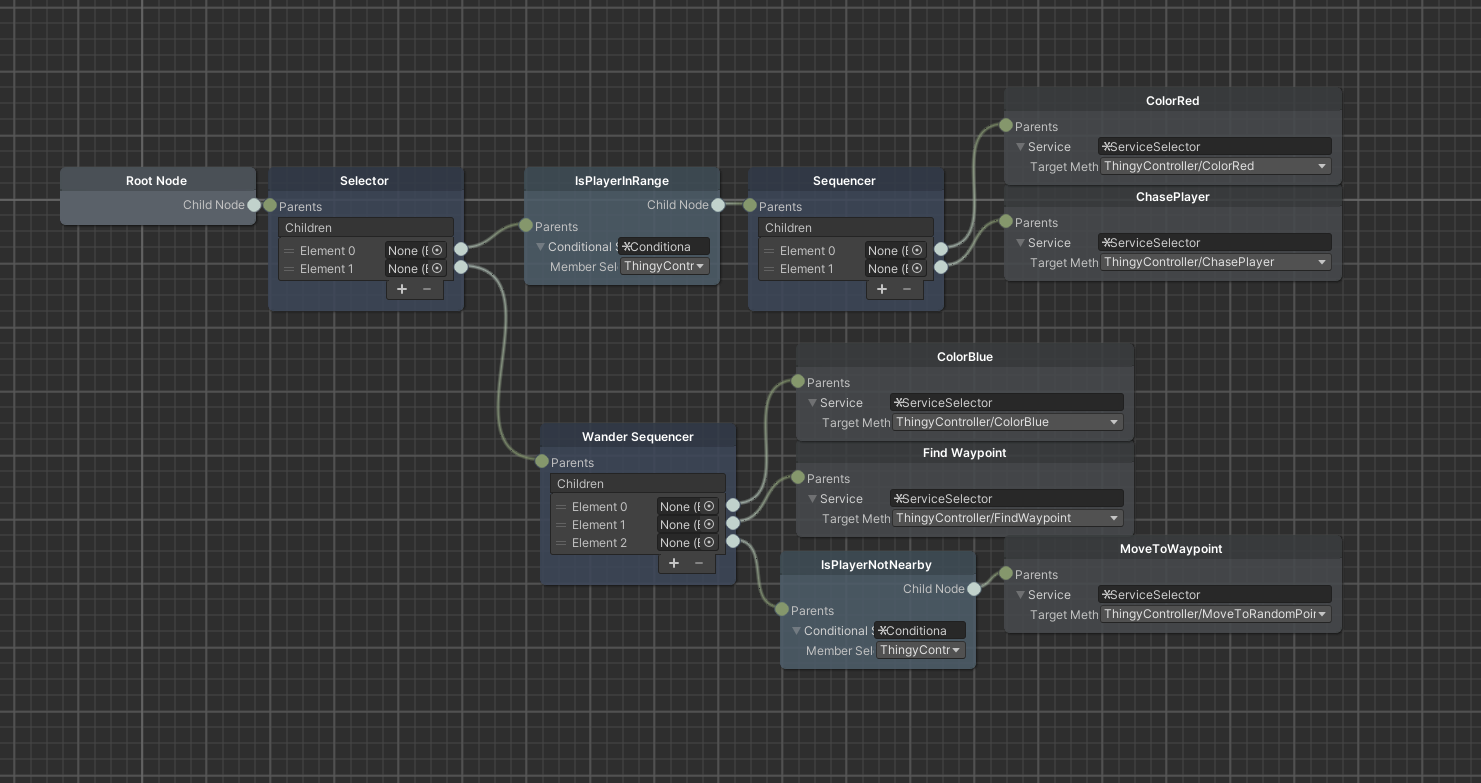 Root Node
Child Node
Selector
Parents
Children
Element 0 None (E
Element 1 None (E
+ −
IsPlayerInRange
Child Node
Parents
Conditional S Conditiona
Member Sel ThingyContr
Sequencer
Parents
Children
Element 0 None (E
Element 1 None (E
+ −
ColorRed
Parents
Service ServiceSelector
Target Meth ThingyController/ColorRed
ChasePlayer
Parents
Service ServiceSelector
Target Meth ThingyController/ChasePlayer
Wander Sequencer
Parents
Children
Element 0 None (E
Element 1 None (E
Element 2 None (E
+ −
ColorBlue
Parents
Service ServiceSelector
Target Meth ThingyController/ColorBlue
Find Waypoint
Parents
Service ServiceSelector
Target Meth ThingyController/FindWaypoint
IsPlayerNotNearby
Child Node
Parents
Conditional S Conditiona
Member Sel ThingyContr
MoveToWaypoint
Parents
Service ServiceSelector
Target Meth ThingyController/MoveToRandomPoin